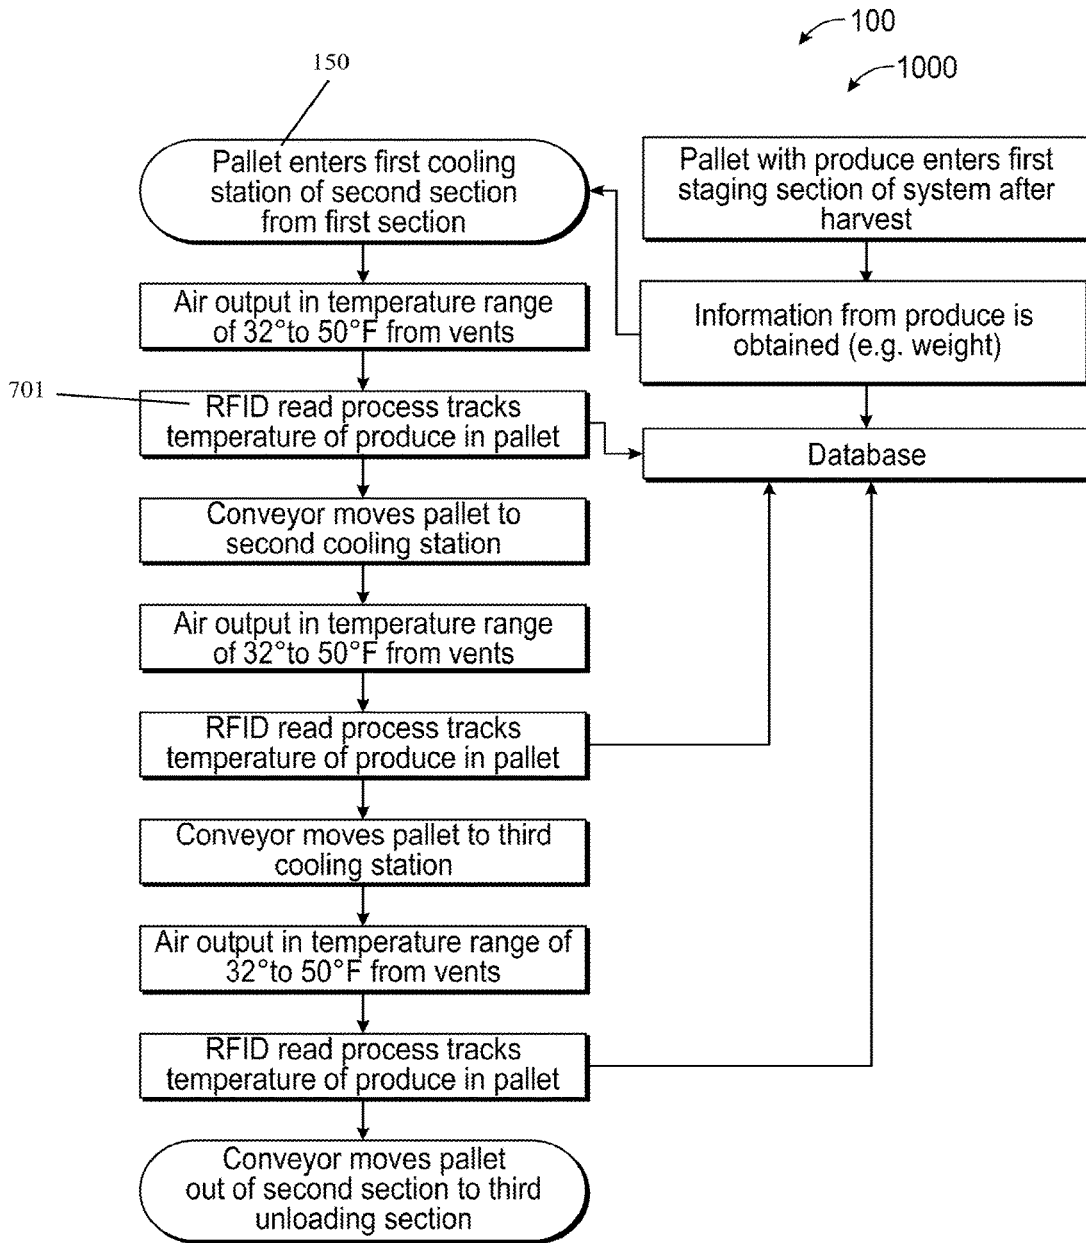 100
1000
150
Pallet enters first cooling
station of second section
from first section
Pallet with produce enters first
staging section of system after
harvest
Air output in temperature range
of 32°to 50°F from vents
Information from produce is
obtained (e.g. weight)
701
RFID read process tracks
temperature of produce in pallet
Database
Conveyor moves pallet to
second cooling station
Air output in temperature range
of 32°to 50°F from vents
RFID read process tracks
temperature of produce in pallet
Conveyor moves pallet to third
cooling station
Air output in temperature range of
32°to 50°F from vents
RFID read process tracks
temperature of produce in pallet
Conveyor moves pallet
out of second section to third
unloading section